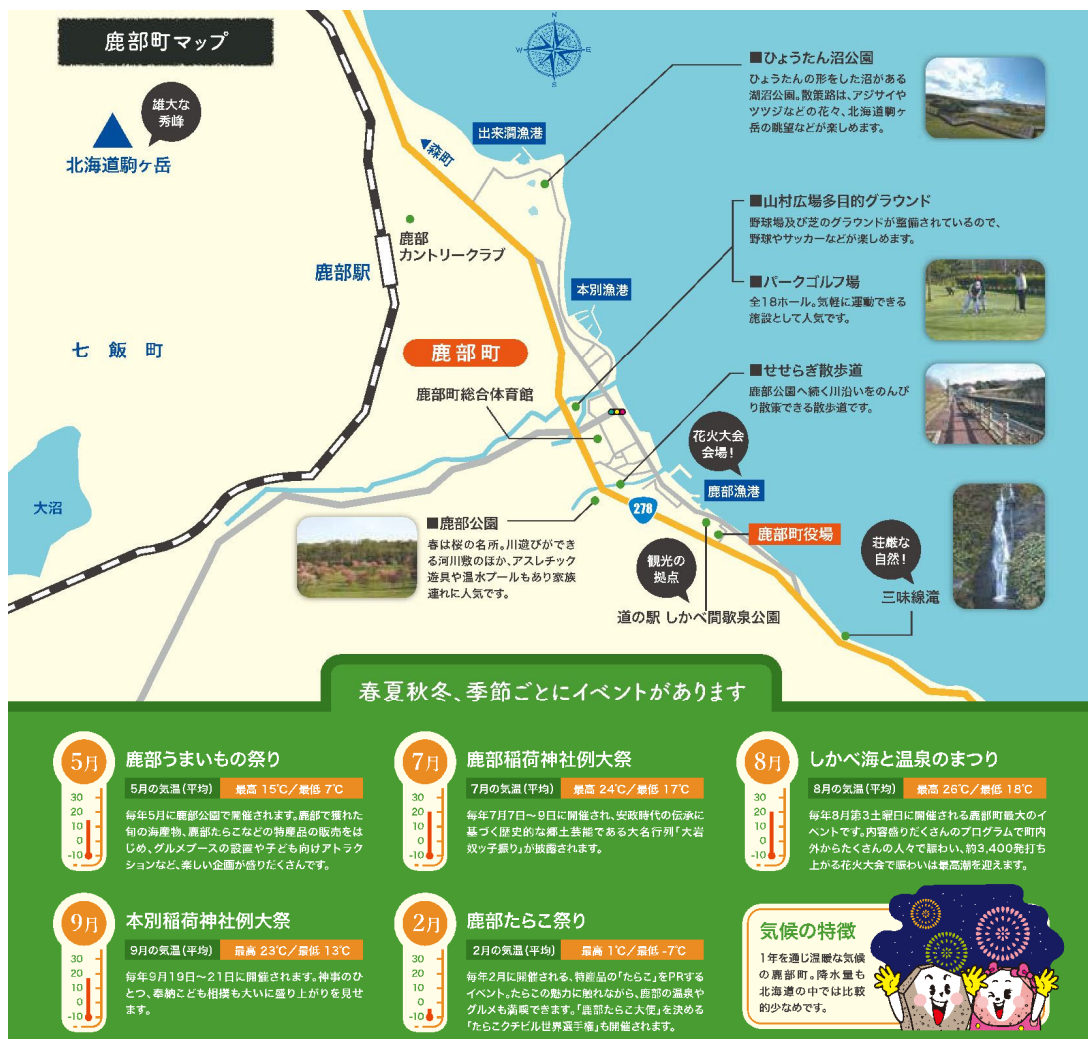 鹿部町マップ
雄大な
秀峰
北海道駒ヶ岳
N
W
E
S
森町
出来澗漁港
鹿部
カントリークラブ
鹿部駅
本別漁港
七飯町
鹿部町
鹿部町総合体育館
大沼
花火大会
会場！
鹿部漁港
278
鹿部町役場
観光の
拠点
道の駅 しかべ間歇泉公園
荘厳な
自然！
三味線滝
■ひょうたん沼公園
ひょうたんの形をした沼がある
湖沼公園。散策路は、アジサイや
ツツジなどの花々、北海道駒ヶ
岳の眺望などが楽しめます。
■山村広場多目的グラウンド
野球場及び芝のグラウンドが整備されているので、
野球やサッカーなどが楽しめます。
■パークゴルフ場
全18ホール。気軽に運動できる
施設として人気です。
■せせらぎ散歩道
鹿部公園へ続く川沿いをのんび
り散策できる散歩道です。
■鹿部公園
春は桜の名所。川遊びができ
る河川敷のほか、アスレチック
遊具や温水プールもあり家族
連れに人気です。
春夏秋冬、季節ごとにイベントがあります
5月
30
20
10
0
-10
鹿部うまいもの祭り
5月の気温（平均） 最高 15℃／最低 7℃
毎年5月に鹿部公園で開催されます。鹿部で獲れた
旬の海産物、鹿部たらこなどの特産品の販売をは
じめ、グルメブースの設置や子ども向けアトラク
ションなど、楽しい企画が盛りだくさんです。
7月
30
20
10
0
-10
鹿部稲荷神社例大祭
7月の気温（平均） 最高 24℃／最低 17℃
毎年7月7日〜9日に開催され、安政時代の伝承に
基づく歴史的な郷土芸能である大名行列「大岩
奴ッ子振り」が披露されます。
8月
30
20
10
0
-10
しかべ海と温泉のまつり
8月の気温（平均） 最高 26℃／最低 18℃
毎年8月第3土曜日に開催される鹿部町最大のイ
ベントです。内容盛りだくさんのプログラムで町内
外からたくさんの人々で賑わい、約3,400発打ち
上がる花火大会で賑わいは最高潮を迎えます。
9月
30
20
10
0
-10
本別稲荷神社例大祭
9月の気温（平均） 最高 23℃／最低 13℃
毎年9月19日〜21日に開催されます。神事のひ
とつ、奉納こども相撲も大いに盛り上がりを見せ
ます。
2月
30
20
10
0
-10
鹿部たらこ祭り
2月の気温（平均） 最高 1℃／最低 -7℃
毎年2月に開催される、特産品の「たらこ」をPRする
イベント。たらこの魅力に触れながら、鹿部の温泉や
グルメも満喫できます。「鹿部たらこ大使」を決める
「たらこクチビル世界選手権」も開催されます。
気候の特徴
1年を通じ温暖な気候
の鹿部町。降水量も
北海道の中では比較
的少なめです。